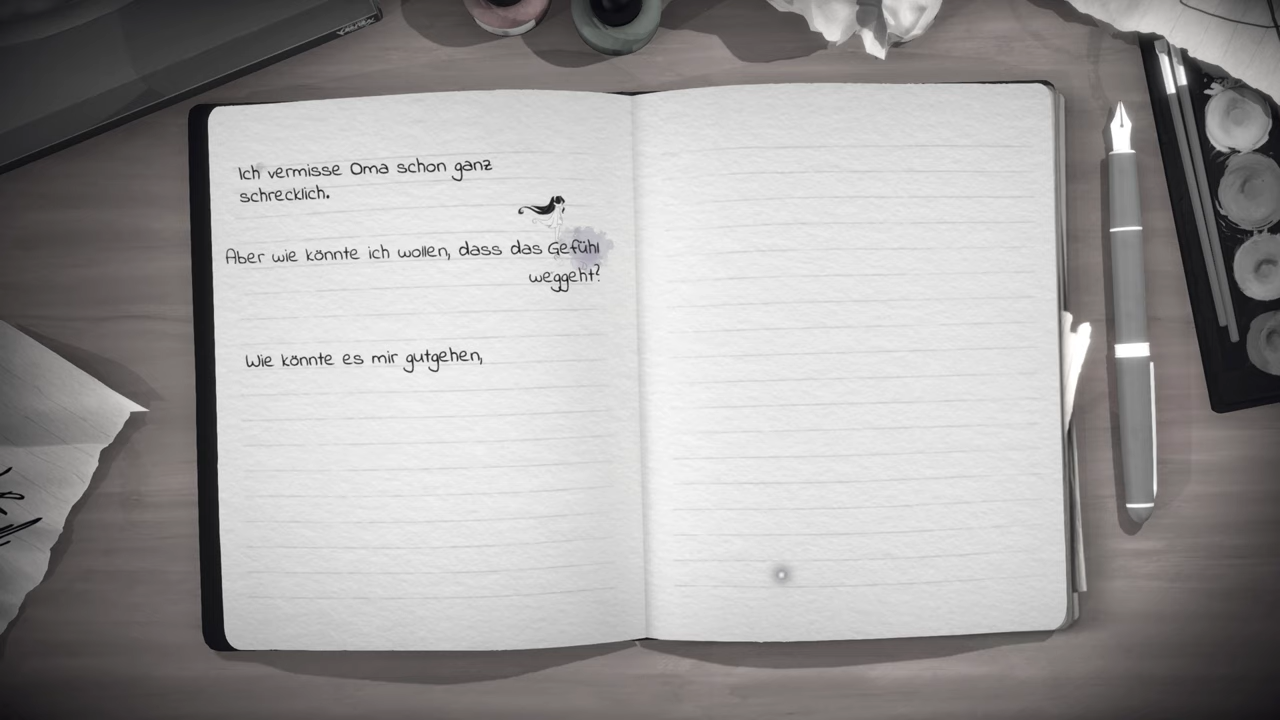 Ich vermisse Oma schon ganz
schrecklich.
Aber wie könnte ich wollen, dass das Gefühl
weggeht?
Wie könnte es mir gutgehen,